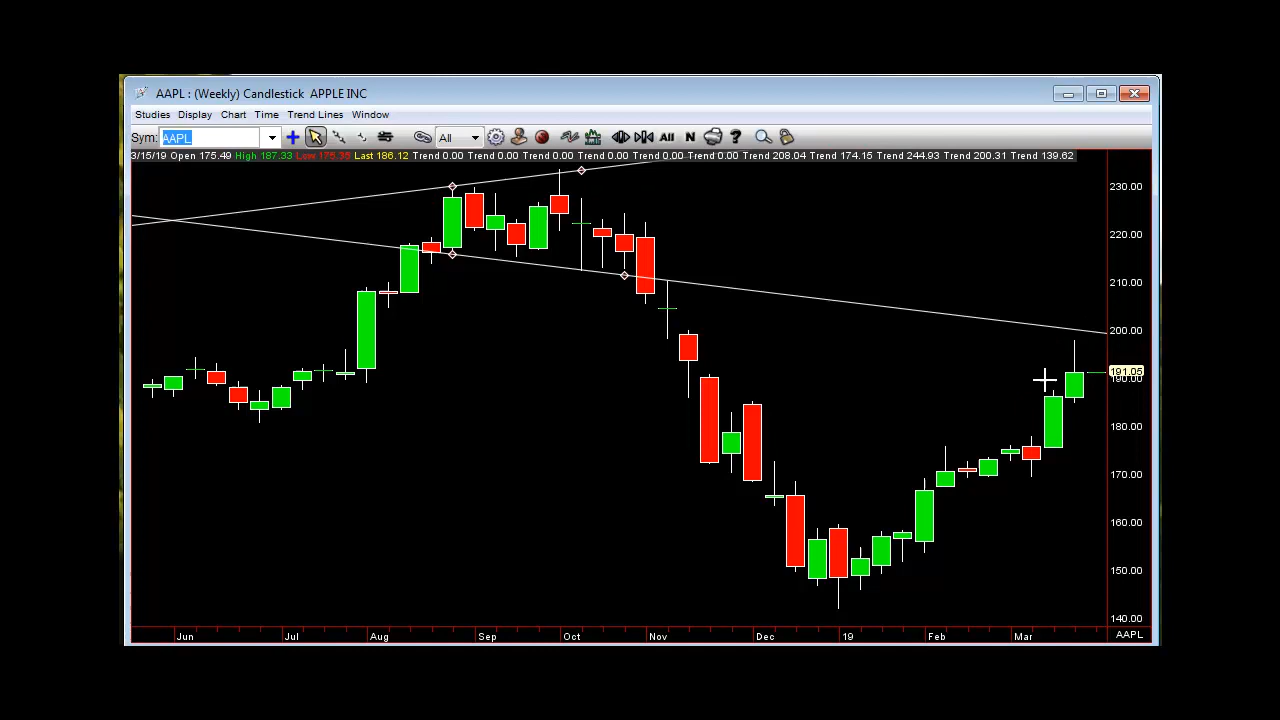 AAPL : (Weekly) Candlestick  APPLE INC
Studies Display Chart Time Trend Lines Window
Sym: AAPL All All N ?
3/15/19 Open 175.49 High 187.33 Low 175.35 Last 186.12 Trend 0.00 Trend 0.00 Trend 0.00 Trend 0.00 Trend 0.00 Trend 0.00 Trend 208.04 Trend 174.15 Trend 244.93 Trend 200.31 Trend 139.62
230.00
220.00
210.00
200.00
191.05
190.00
180.00
170.00
160.00
150.00
140.00
Jun Jul Aug Sep Oct Nov Dec 19 Feb Mar AAPL